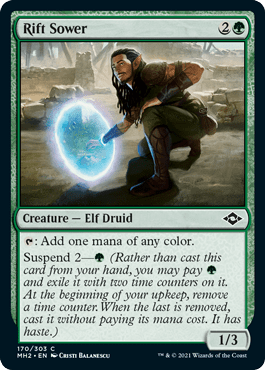 Rift Sower 2
Creature — Elf Druid
: Add one mana of any color.
Suspend 2— (Rather than cast this
card from your hand, you may pay
and exile it with two time counters on it.
At the beginning of your upkeep, remove
a time counter. When the last is removed,
cast it without paying its mana cost. It has
haste.)
1/3
170/303 C
MH2 • EN CRISTI BALANESCU
™ & © 2021 Wizards of the Coast